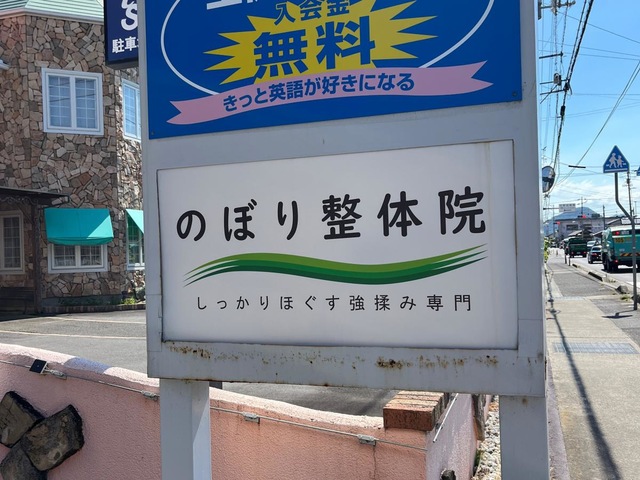 駐車
入会金
無料
きっと英語が好きになる
のぼり整体院
しっかりほぐす強揉み専門